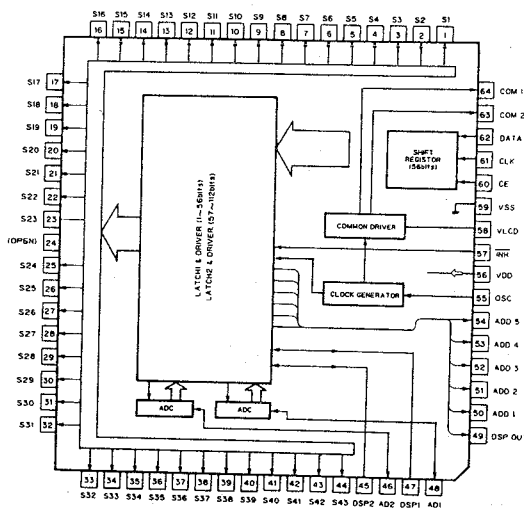 S16 S15 S14 S13 S12 S11 S10 S9 S8 S7 S6 S5 S4 S3 S2 S1
16 15 14 13 12 11 10 9 8 7 6 5 4 3 2 1
S17 17
S18 18
S19 19
S20 20
S21 21
S22 22
S23 23
(OPEN) 24
S24 25
S25 26
S26 27
S27 28
S28 29
S29 30
S30 31
S31 32
LATCH1 & DRIVER (1~56bits)
LATCH2 & DRIVER (57~112bits)
SHIFT
REGISTER
(56bits)
COMMON DRIVER
CLOCK GENERATOR
ADC
ADC
64 COM 1
63 COM 2
62 DATA
61 CLK
60 CE
59 VSS
58 VLCD
57 INH
56 VDD
55 OSC
54 ADD 5
53 ADD 4
52 ADD 3
51 ADD 2
50 ADD 1
49 DSP OUT
33 34 35 36 37 38 39 40 41 42 43 44 45 46 47 48
S32 S33 S34 S35 S36 S37 S38 S39 S40 S41 S42 S43 DSP2 AD2 DSP1 AD1